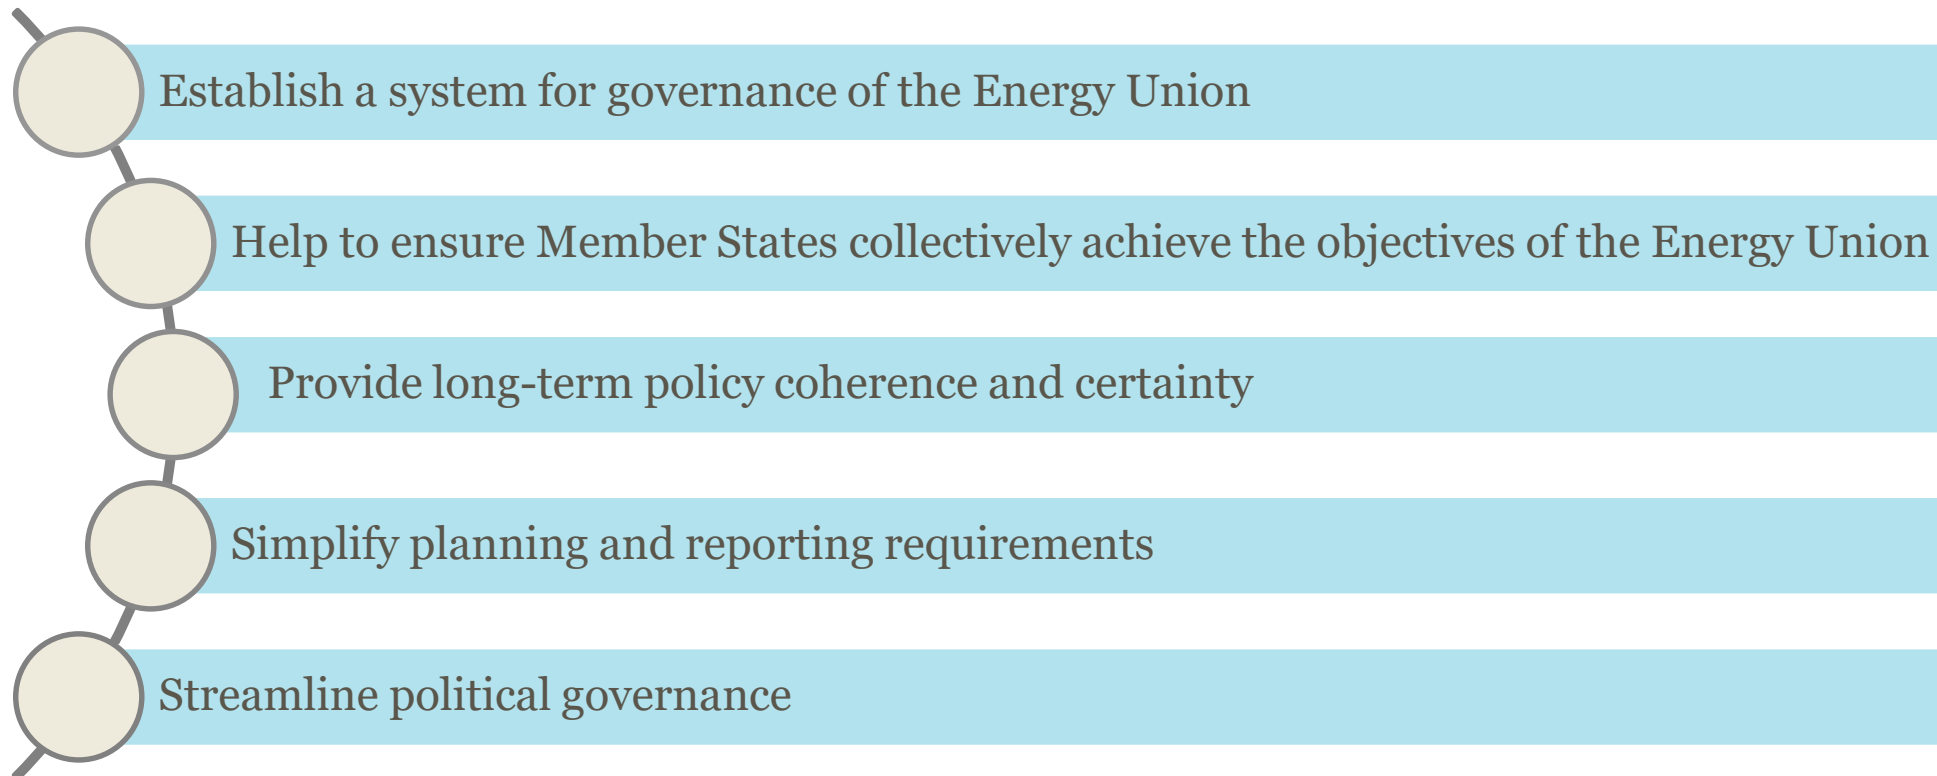 Establish a system for governance of the Energy Union
Help to ensure Member States collectively achieve the objectives of the Energy Union
Provide long-term policy coherence and certainty
Simplify planning and reporting requirements
Streamline political governance